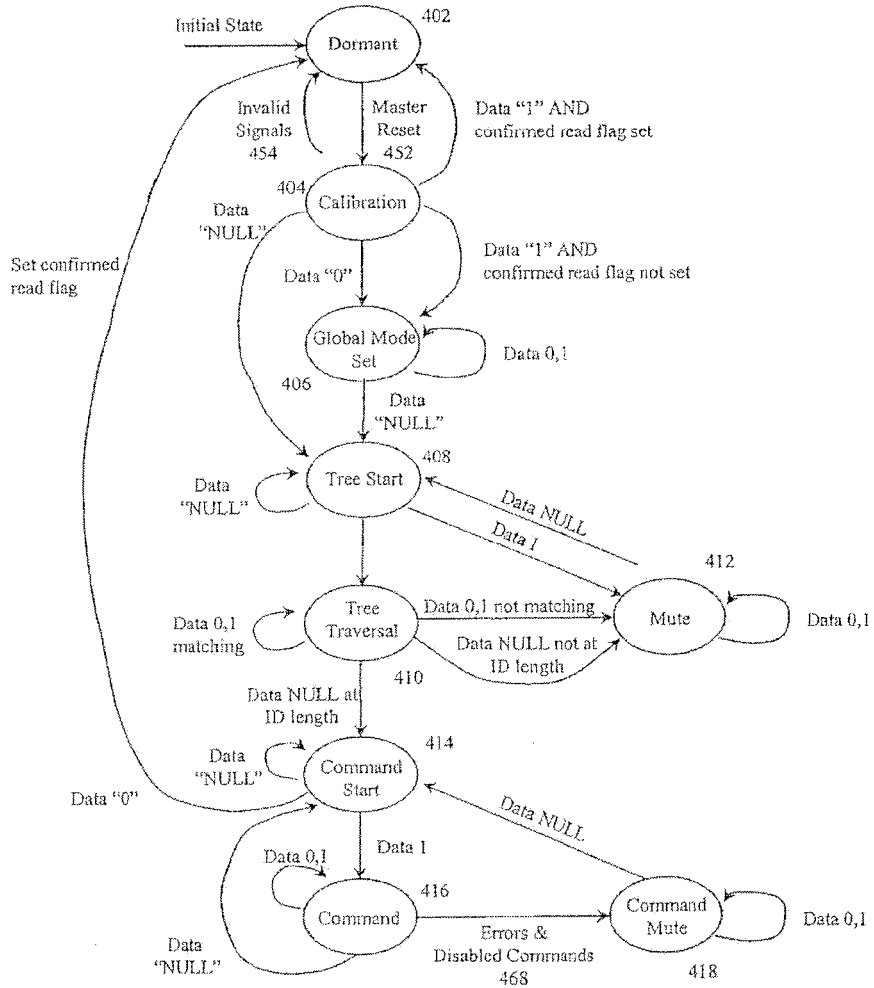 402
Initial State
Dormant
Invalid
Signals
454
Master
Reset
452
Data "1" AND
confirmed read flag set
404
Calibration
Data
"NULL"
Set confirmed
read flag
Data "0"
Data "1" AND
confirmed read flag not set
Global Mode
Set
Data 0,1
406
Data
"NULL"
408
Data
"NULL"
Tree Start
Data NULL
Data 1
412
Data 0,1
matching
Tree
Traversal
Data 0,1 not matching
Mute
Data 0,1
Data NULL not at
ID length
410
Data NULL at
ID length
414
Data
"NULL"
Command
Start
Data "0"
Data NULL
Data 1
Data 0,1
416
Command
Command
Mute
Data 0,1
Data
"NULL"
Errors &
Disabled Commands
468
418